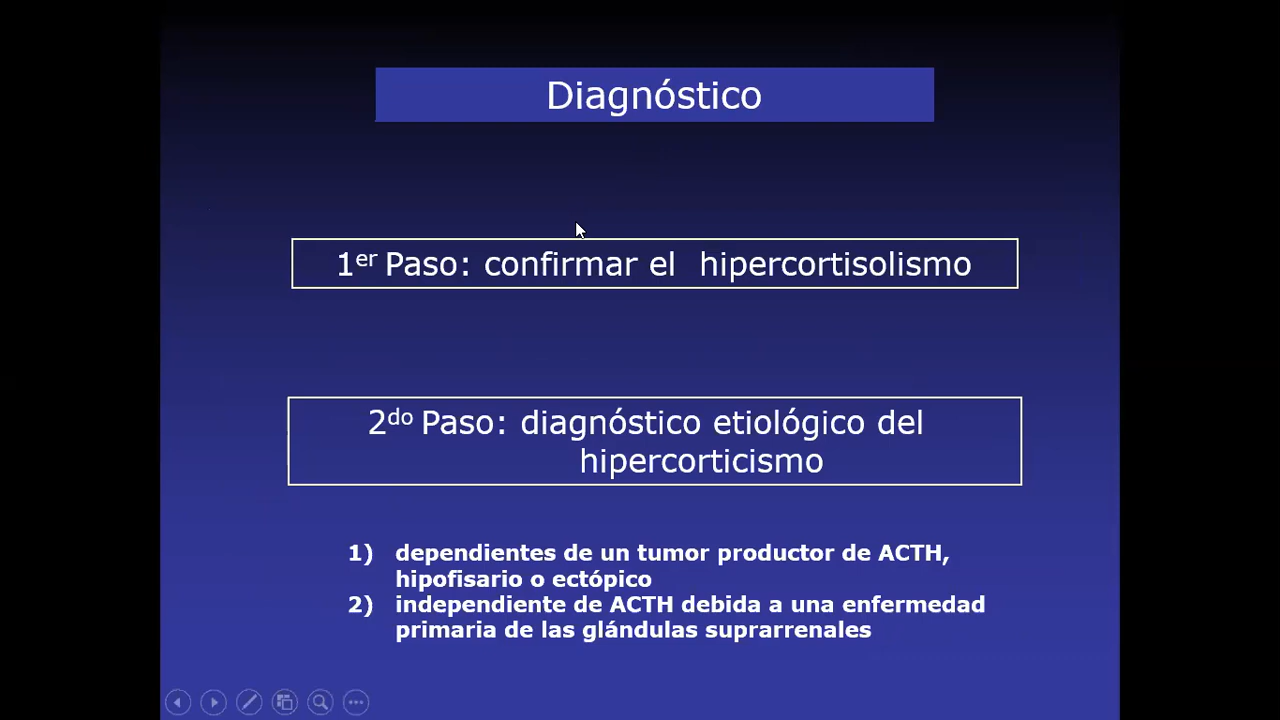 Diagnóstico
1er Paso: confirmar el  hipercortisolismo
2do Paso: diagnóstico etiológico del
hipercorticismo
1) dependientes de un tumor productor de ACTH,
hipofisario o ectópico
2) independiente de ACTH debida a una enfermedad
primaria de las glándulas suprarrenales